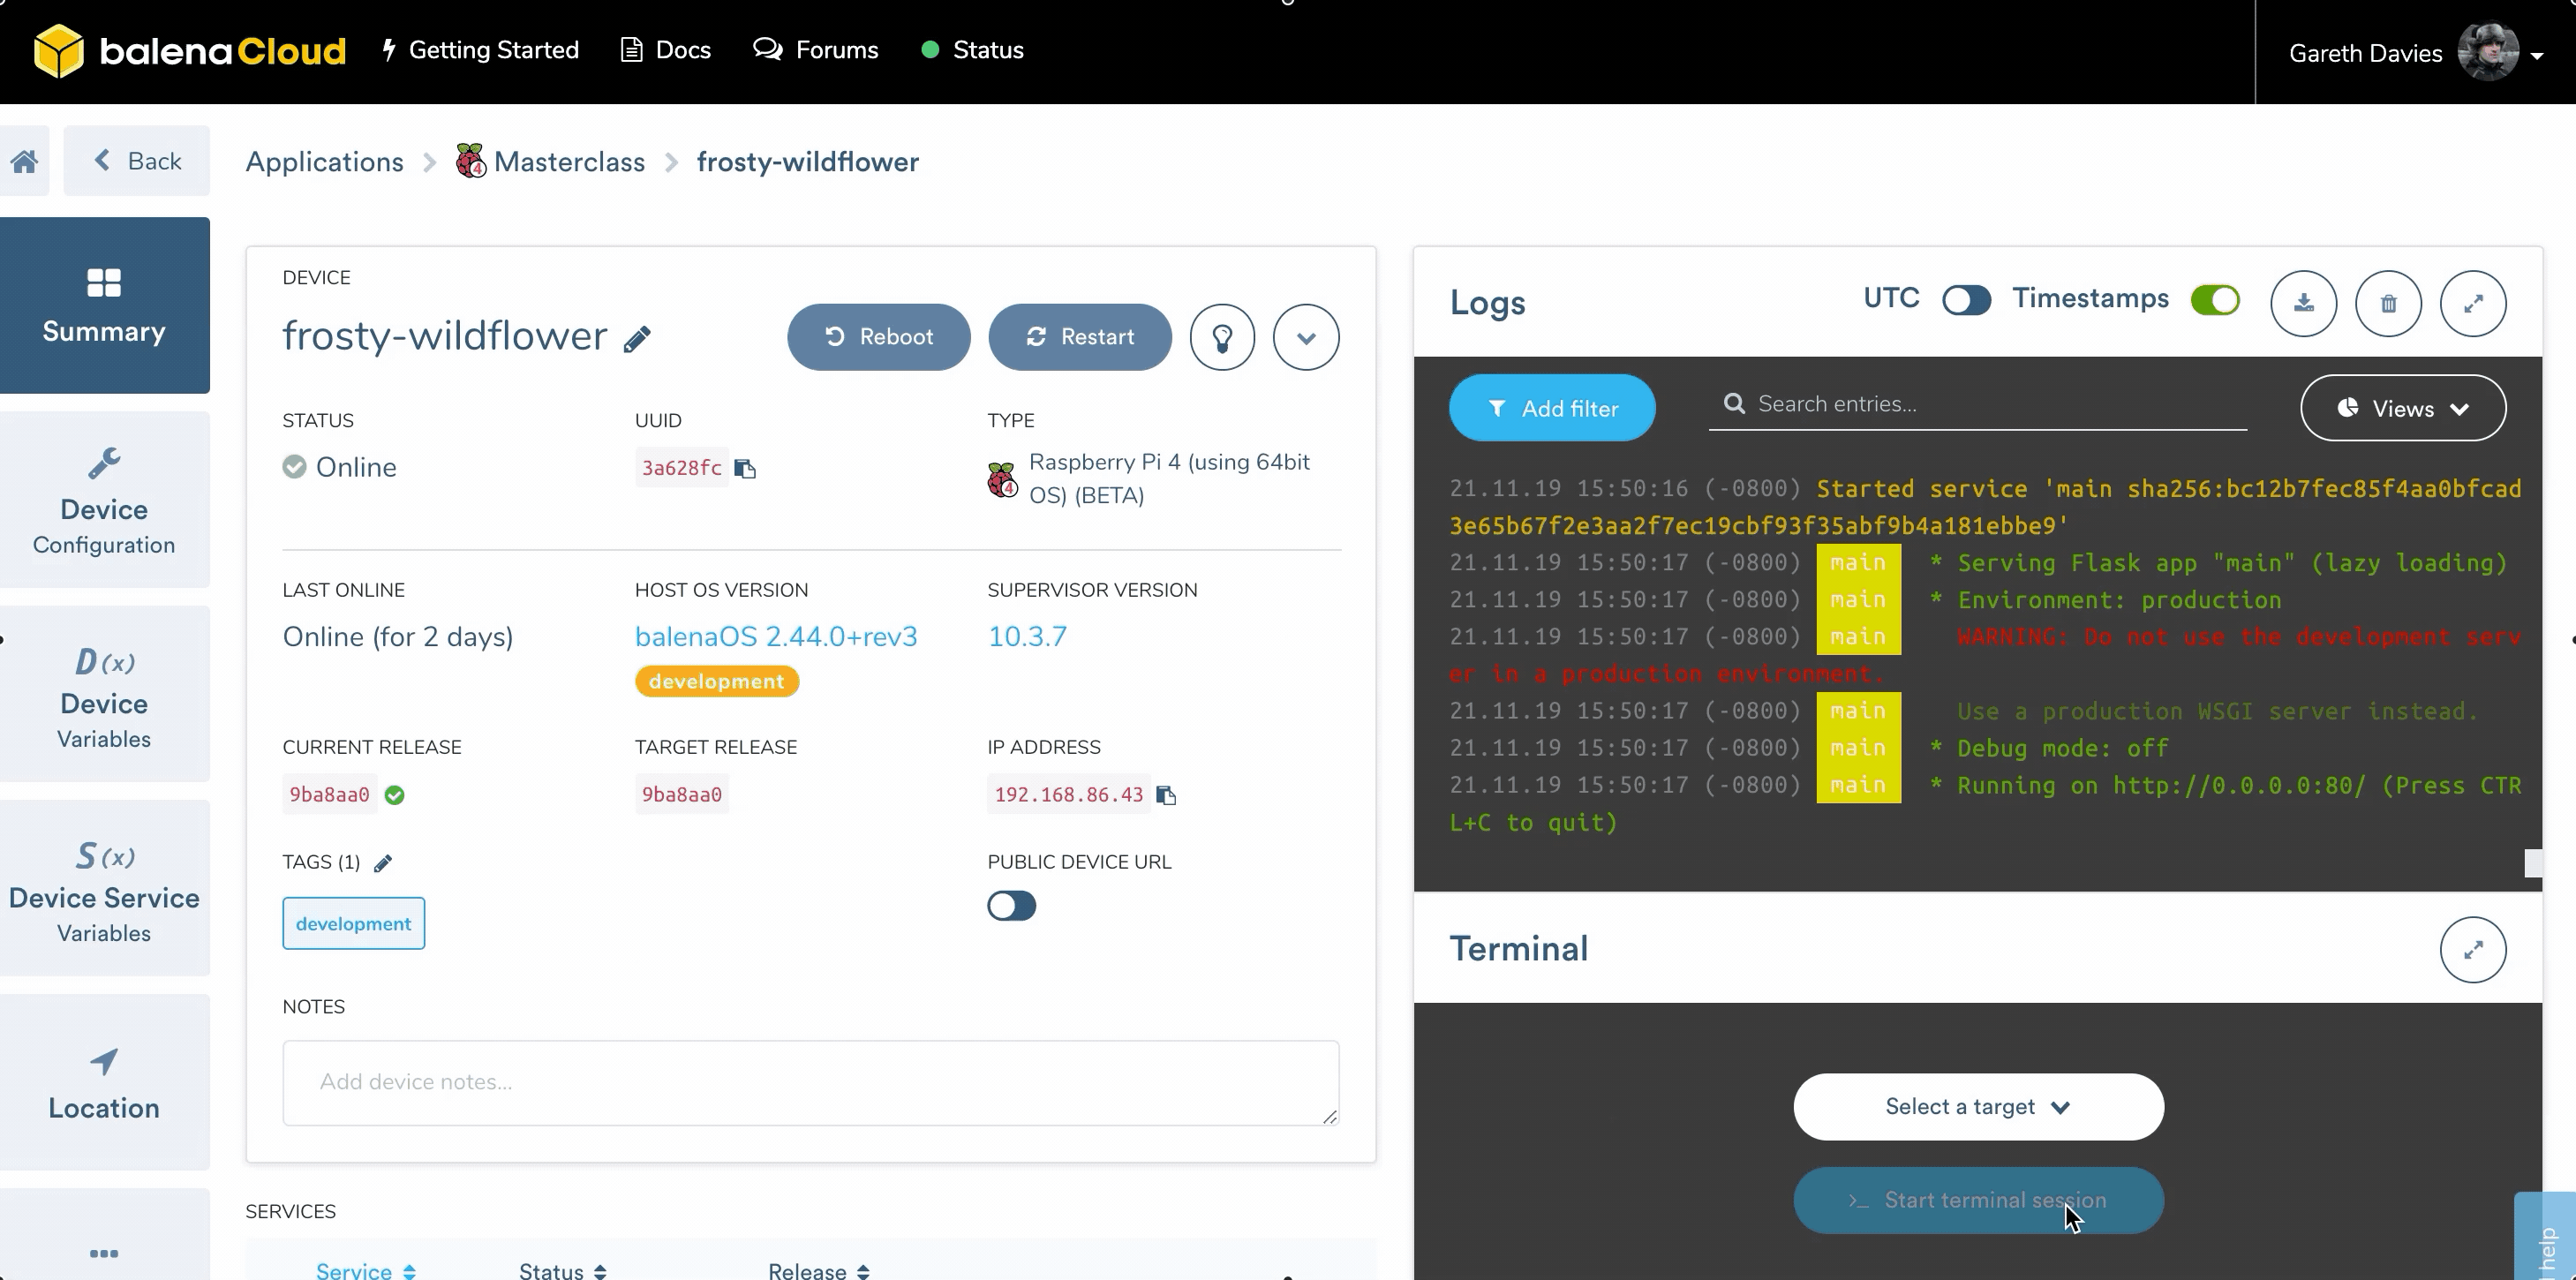 balenaCloud Getting Started Docs Forums Status Gareth Davies
Back Applications Masterclass frosty-wildflower
Summary
Device
Configuration
D(x)
Device
Variables
S(x)
Device Service
Variables
Location
DEVICE
frosty-wildflower Reboot Restart
STATUS UUID TYPE
Online 3a628fc Raspberry Pi 4 (using 64bit
OS) (BETA)
LAST ONLINE HOST OS VERSION SUPERVISOR VERSION
Online (for 2 days) balenaOS 2.44.0+rev3 10.3.7
development
CURRENT RELEASE TARGET RELEASE IP ADDRESS
9ba8aa0 9ba8aa0 192.168.86.43
TAGS (1) PUBLIC DEVICE URL
development
NOTES
Add device notes...
SERVICES
Service Status Release
Logs UTC Timestamps
Add filter Search entries... Views
21.11.19 15:50:16 (-0800) Started service 'main sha256:bc12b7fec85f4aa0bfcad
3e65b67f2e3aa2f7ec19cbf93f35abf9b4a181ebbe9'
21.11.19 15:50:17 (-0800) main * Serving Flask app "main" (lazy loading)
21.11.19 15:50:17 (-0800) main * Environment: production
21.11.19 15:50:17 (-0800) main WARNING: Do not use the development serv
er in a production environment.
21.11.19 15:50:17 (-0800) main Use a production WSGI server instead.
21.11.19 15:50:17 (-0800) main * Debug mode: off
21.11.19 15:50:17 (-0800) main * Running on http://0.0.0.0:80/ (Press CTR
L+C to quit)
Terminal
Select a target
>_ Start terminal session
help